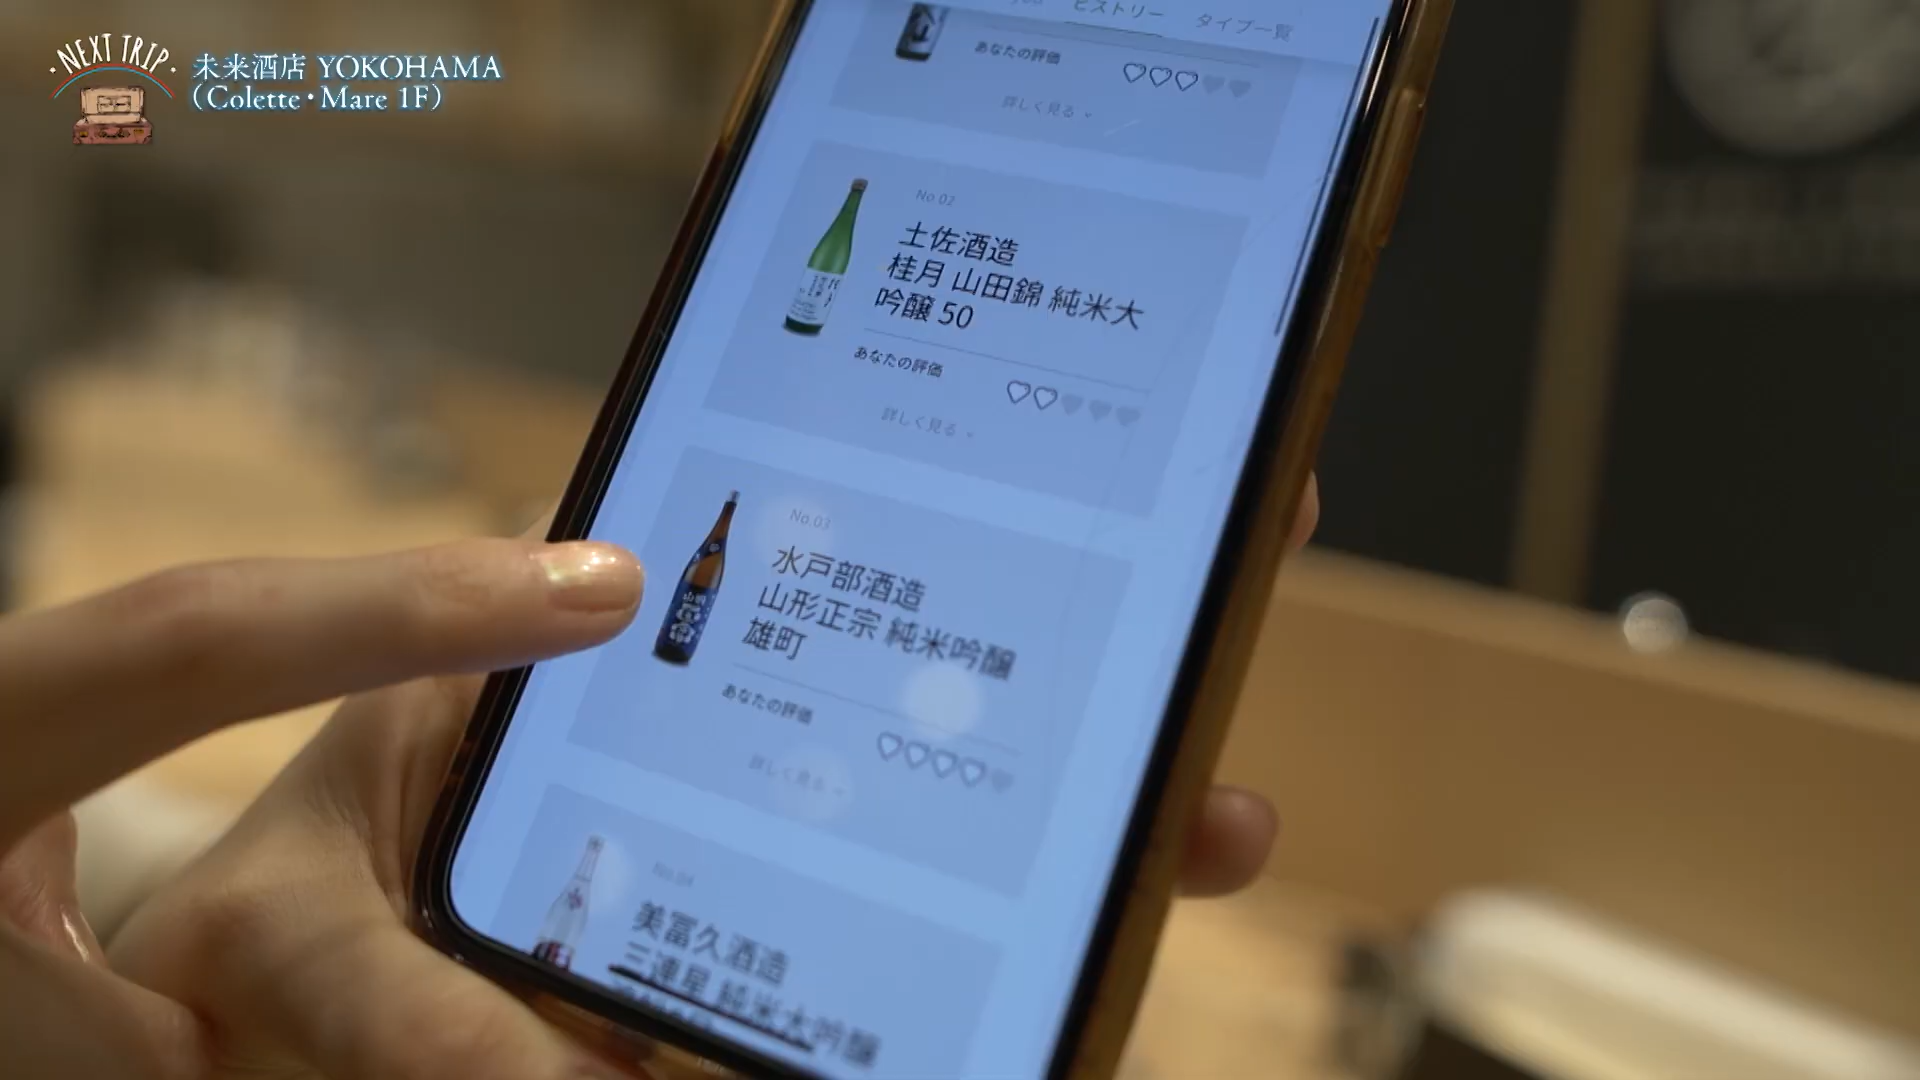 NEXT TRIP
未来酒店 YOKOHAMA
(Colette・Mare 1F)
ヒストリー
タイプ一覧
あなたの評価
詳しく見る
No.02
土佐酒造
桂月 山田錦 純米大
吟醸 50
あなたの評価
詳しく見る
No.03
水戸部酒造
山形正宗 純米吟醸
雄町
あなたの評価
詳しく見る
No.04
美冨久酒造
三連星 純米大吟醸